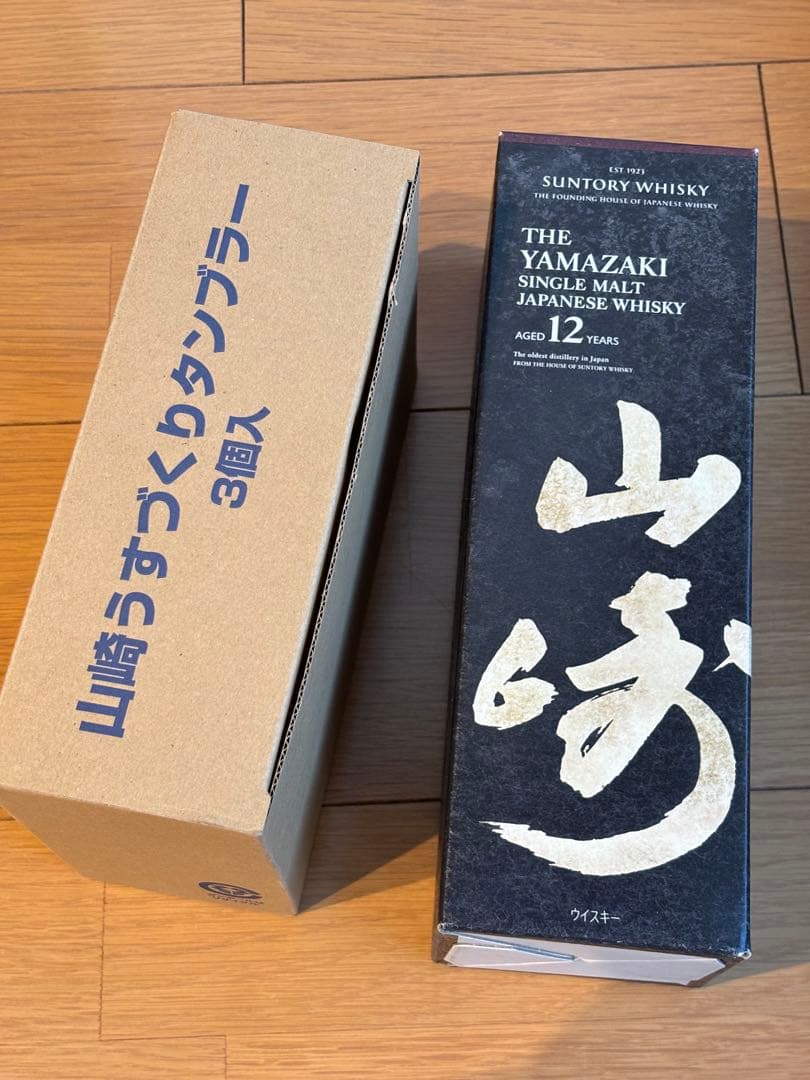 山崎うすづくりタンブラー
3個入
EST. 1923
SUNTORY WHISKY
THE FOUNDING HOUSE OF JAPANESE WHISKY
THE
YAMAZAKI
SINGLE MALT
JAPANESE WHISKY
AGED 12 YEARS
The oldest distillery in Japan
FROM THE HOUSE OF SUNTORY WHISKY
山
崎
ウイスキー